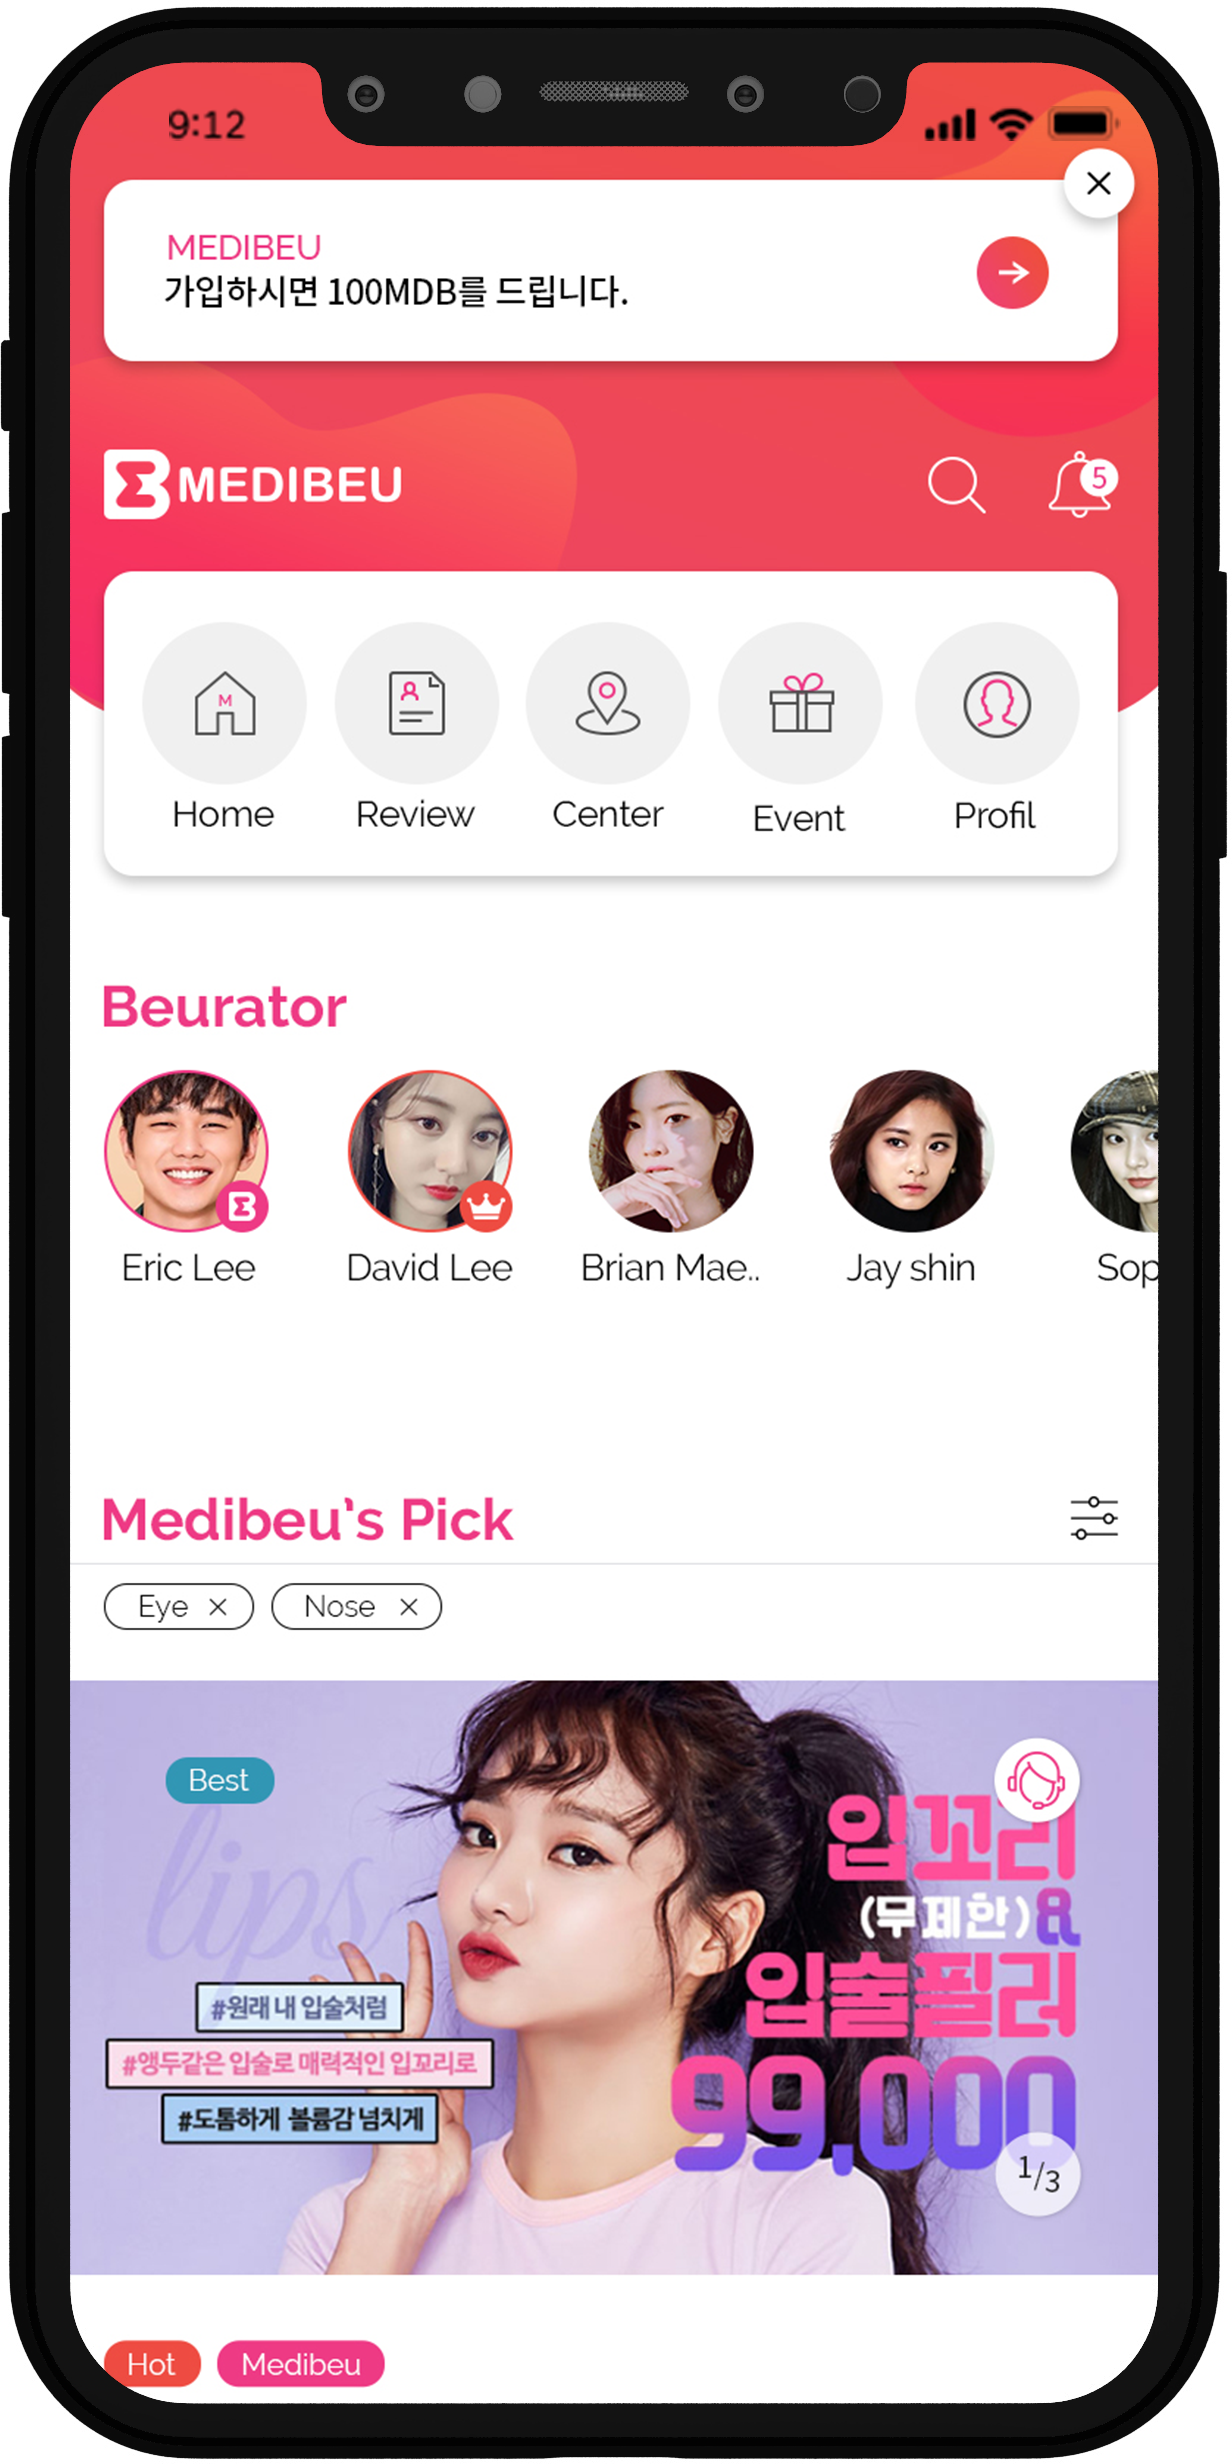 9:12
MEDIBEU
가입하시면 100MDB를 드립니다.
MEDIBEU
5
M
Home
Review
Center
Event
Profil
Beurator
Eric Lee
David Lee
Brian Mae..
Jay shin
Sop
Medibeu's Pick
Eye ×
Nose ×
Best
lips
입꼬리
(무제한)&
입술필러
99,000
#원래 내 입술처럼
#앵두같은 입술로 매력적인 입꼬리로
#도톰하게 볼륨감 넘치게
1/3
Hot
Medibeu